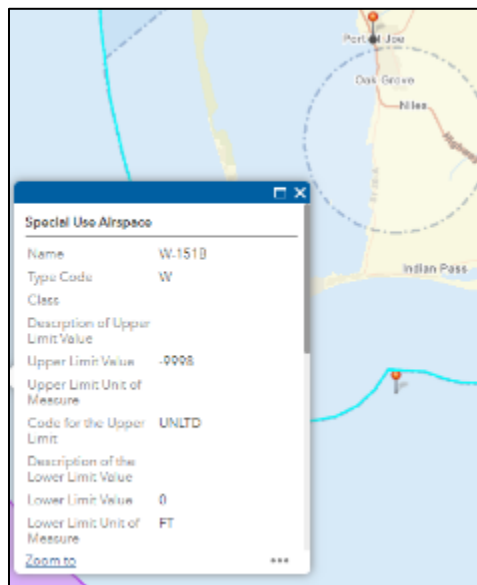 Port St Joe
Oak Grove
Niles
Highway
Indian Pass
Special Use Airspace
Name W-151B
Type Code W
Class
Descrption of Upper
Limit Value
Upper Limit Value -9998
Upper Limit Unit of
Measure
Code for the Upper UNLTD
Limit
Description of the
Lower Limit Value
Lower Limit Value 0
Lower Limit Unit of FT
Measure
Zoom to